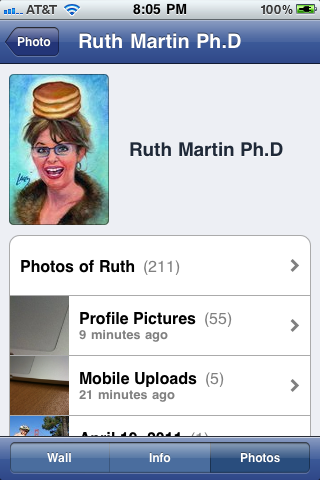 AT&T 8:05 PM 100%
Photo Ruth Martin Ph.D
Ruth Martin Ph.D
Photos of Ruth (211)
Profile Pictures (55)
9 minutes ago
Mobile Uploads (5)
21 minutes ago
April 10, 2011 (1)
Wall Info Photos